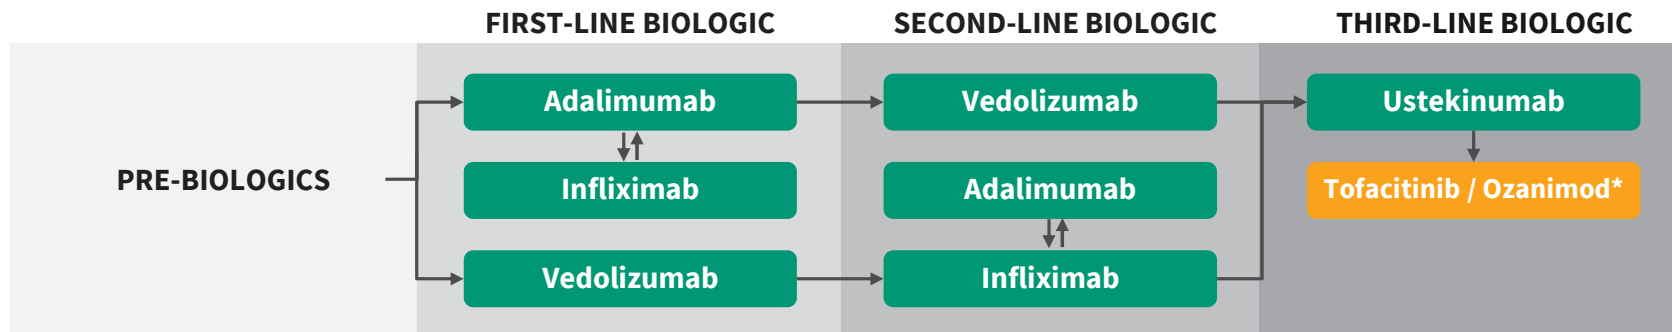 FIRST-LINE BIOLOGIC
SECOND-LINE BIOLOGIC
THIRD-LINE BIOLOGIC
PRE-BIOLOGICS
Adalimumab
Infliximab
Vedolizumab
Vedolizumab
Adalimumab
Infliximab
Ustekinumab
Tofacitinib / Ozanimod*